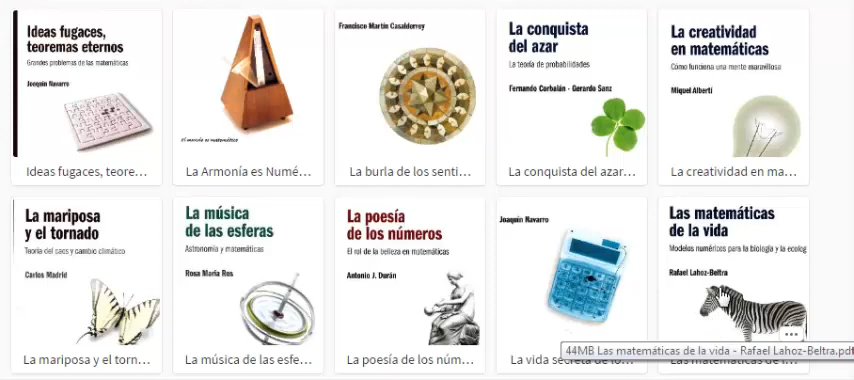 Ideas fugaces,
teoremas eternos
Grandes problemas de las matemáticas
Joaquín Navarro
Ideas fugaces, teore...
El mundo es matemático
La Armonía es Numé...
Francisco Martín Casalderrey
La burla de los senti...
La conquista
del azar
La teoría de probabilidades
Fernando Corbalán - Gerardo Sanz
La conquista del azar...
La creatividad
en matemáticas
Cómo funciona una mente maravillosa
Miquel Albertí
La creatividad en ma...
La mariposa
y el tornado
Teoría del caos y cambio climático
Carlos Madrid
La mariposa y el torn...
La música
de las esferas
Astronomía y matemáticas
Rosa María Ros
La música de las esfe...
La poesía
de los números
El rol de la belleza en matemáticas
Antonio J. Durán
La poesía de los núm...
Joaquín Navarro
La vida secreta de lo
Las matemáticas
de la vida
Modelos numéricos para la biología y la ecolog
Rafael Lahoz-Beltra
44MB Las matemáticas de la vida - Rafael Lahoz-Beltra.pdf
Las matemáticas de l...